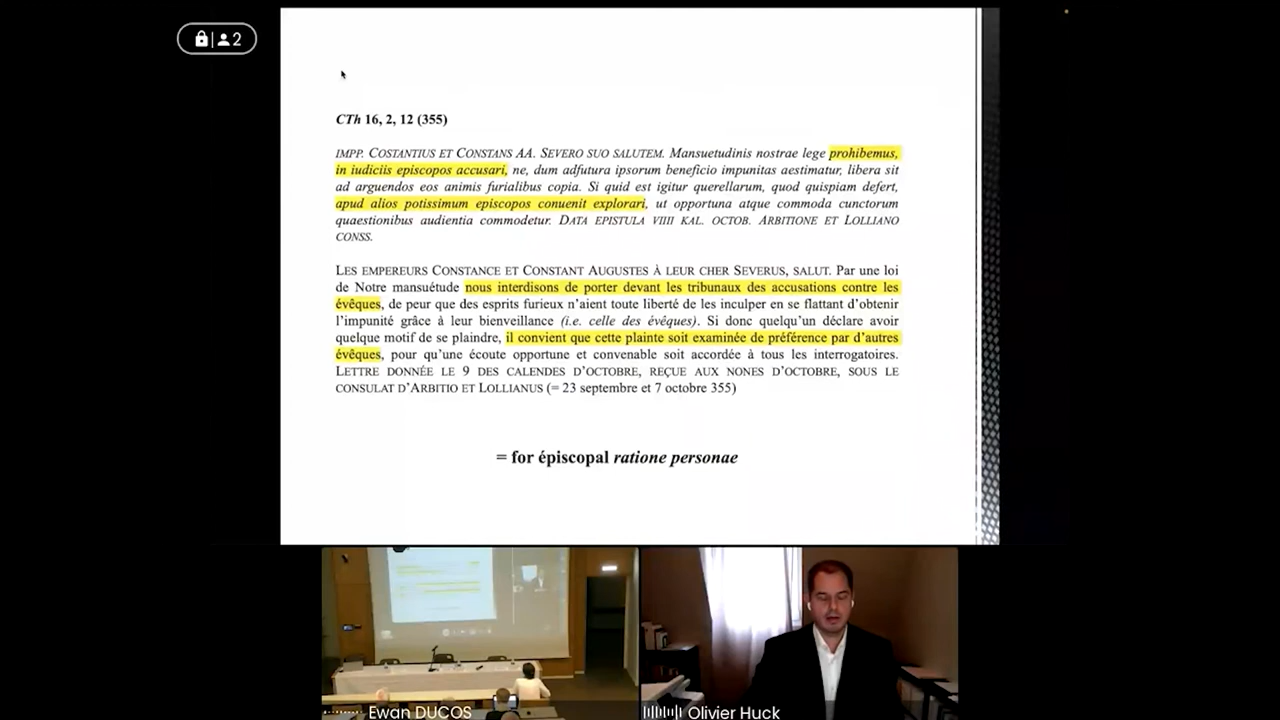 2
CTh 16, 2, 12 (355)
IMPP. COSTANTIUS ET CONSTANS AA. SEVERO SUO SALUTEM. Mansuetudinis nostrae lege prohibemus,
in iudiciis episcopos accusari, ne, dum adfutura ipsorum beneficio impunitas aestimatur, libera sit
ad arguendos eos animis furialibus copia. Si quid est igitur querellarum, quod quispiam defert,
apud alios potissimum episcopos conuenit explorari, ut opportuna atque commoda cunctorum
quaestionibus audientia commodetur. DATA EPISTULA VIIII KAL. OCTOB. ARBITIONE ET LOLLIANO
CONSS.
LES EMPEREURS CONSTANCE ET CONSTANT AUGUSTES À LEUR CHER SEVERUS, SALUT. Par une loi
de Notre mansuétude nous interdisons de porter devant les tribunaux des accusations contre les
évêques, de peur que des esprits furieux n’aient toute liberté de les inculper en se flattant d’obtenir
l’impunité grâce à leur bienveillance (i.e. celle des évêques). Si donc quelqu’un déclare avoir
quelque motif de se plaindre, il convient que cette plainte soit examinée de préférence par d’autres
évêques, pour qu’une écoute opportune et convenable soit accordée à tous les interrogatoires.
LETTRE DONNÉE LE 9 DES CALENDES D’OCTOBRE, REÇUE AUX NONES D’OCTOBRE, SOUS LE
CONSULAT D’ARBITIO ET LOLLIANUS (= 23 septembre et 7 octobre 355)
= for épiscopal ratione personae
Ewan DUCOS
Olivier Huck